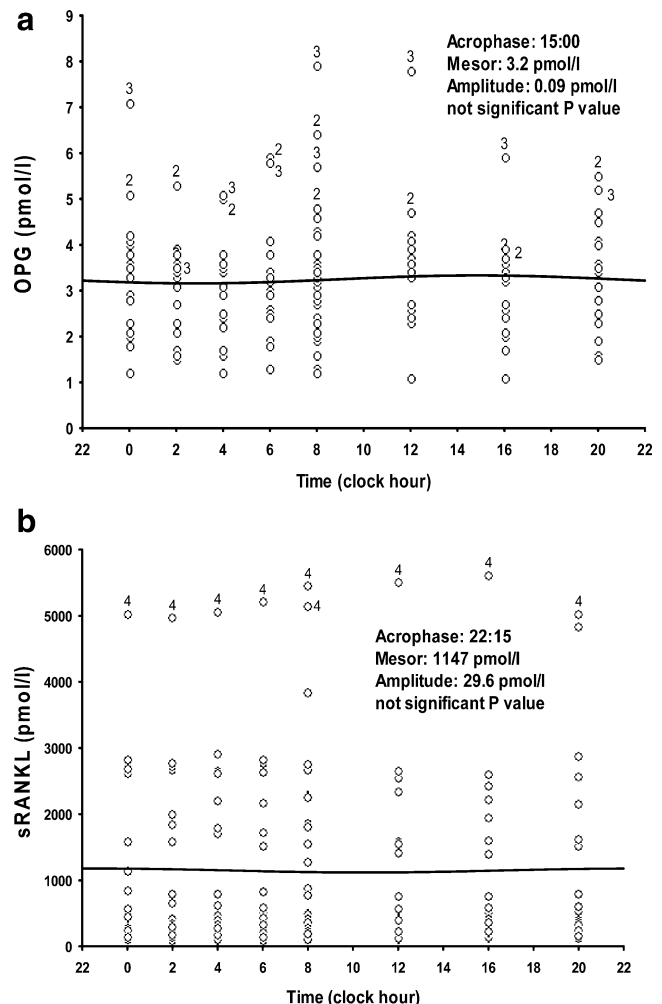 a
Acrophase: 15:00
Mesor: 3.2 pmol/l
Amplitude: 0.09 pmol/l
not significant P value
OPG (pmol/l)
9
8
7
6
5
4
3
2
1
0
3
2
2
3
2
2
3
2
3
3
2
3
2
3
2
3
2
2
2
3
22 0 2 4 6 8 10 12 14 16 18 20 22
Time (clock hour)
b
Acrophase: 22:15
Mesor: 1147 pmol/l
Amplitude: 29.6 pmol/l
not significant P value
sRANKL (pmol/l)
6000
5000
4000
3000
2000
1000
0
4
4
4
4
4
4
4
4
4
22 0 2 4 6 8 10 12 14 16 18 20 22
Time (clock hour)